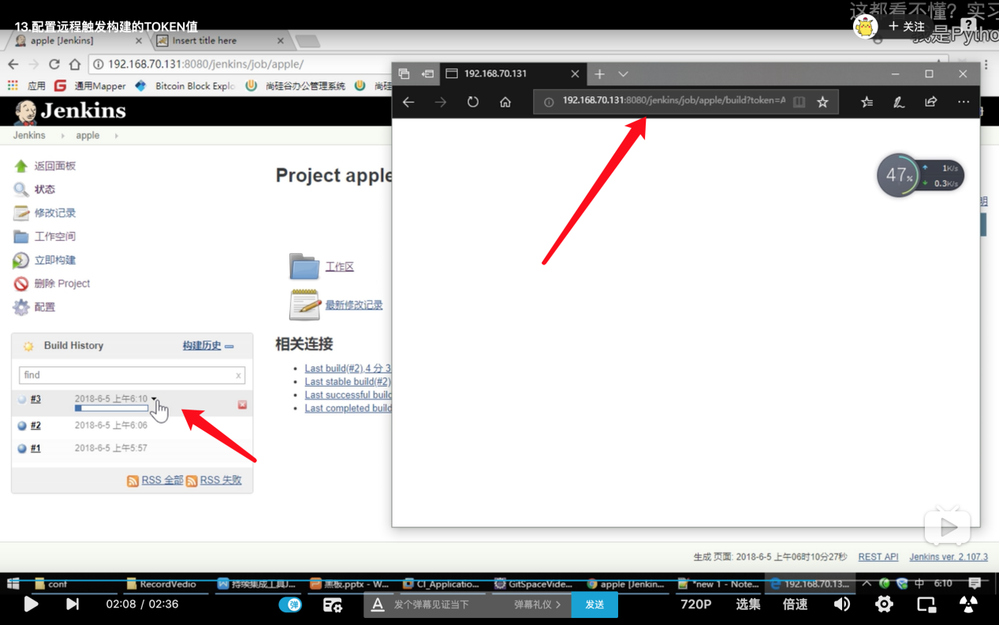 这都看不懂？实习
13.配置远程触发构建的TOKEN值
+ 关注
我是Pytho
apple [Jenkins]
Insert title here
192.168.70.131:8080/jenkins/job/apple/
应用 通用Mapper Bitcoin Block Explo 尚硅谷办公管理系统 尚硅
Jenkins
Jenkins apple
返回面板
状态
修改记录
工作空间
立即构建
删除 Project
配置
Build History 构建历史
find x
#3 2018-6-5 上午6:10
#2 2018-6-5 上午6:06
#1 2018-6-5 上午5:57
RSS 全部 RSS 失败
Project apple
工作区
最新修改记录
相关连接
Last build(#2),4 分 3
Last stable build(#2)
Last successful build
Last completed build
192.168.70.131
192.168.70.131:8080/jenkins/job/apple/build?token=A
47%
1K/s
0.3K/s
明
生成 页面: 2018-6-5 上午06时10分27秒 REST API Jenkins ver. 2.107.3
conf RecordVedio 持续集成工具J... 黑板.pptx - W... CI_Applicatio... GitSpaceVide... apple [Jenkin... *new 1 - Note... 192.168.70.13... 中 6:10
02:08 / 02:36 弹 A 发个弹幕见证当下 弹幕礼仪 > 发送 720P 选集 倍速